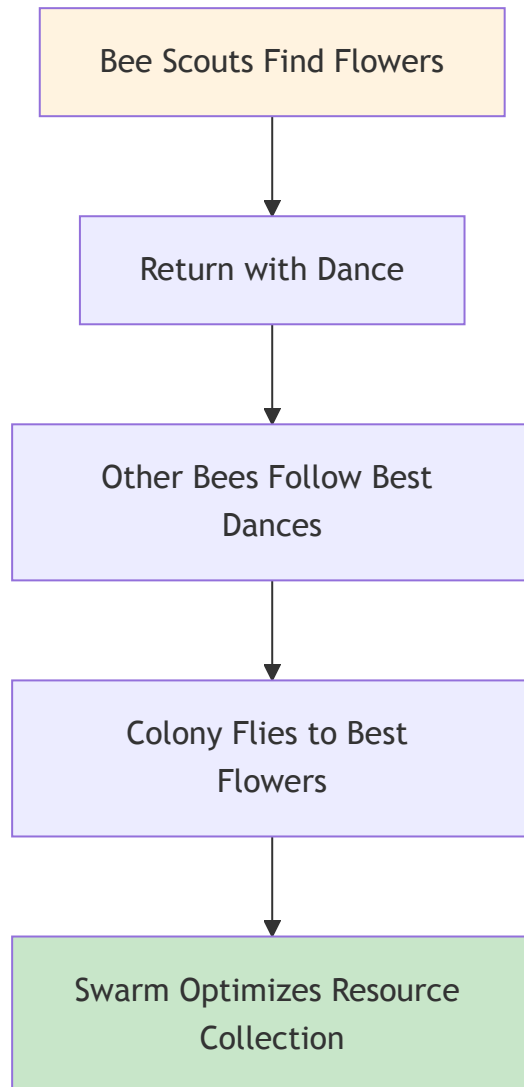 Bee Scouts Find Flowers
Return with Dance
Other Bees Follow Best
Dances
Colony Flies to Best
Flowers
Swarm Optimizes Resource
Collection